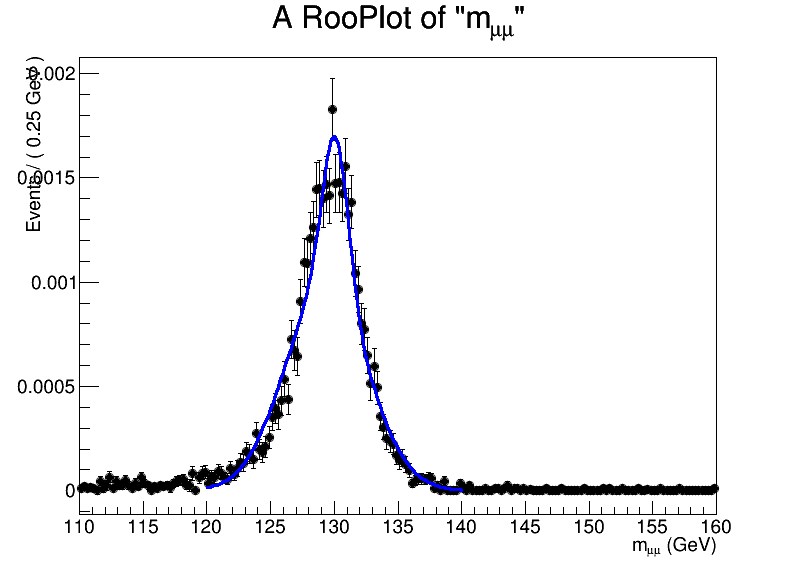 A RooPlot of "mμμ"
Events / ( 0.25 GeV )
0.002
0.0015
0.001
0.0005
0
110 115 120 125 130 135 140 145 150 155 160
mμμ (GeV)